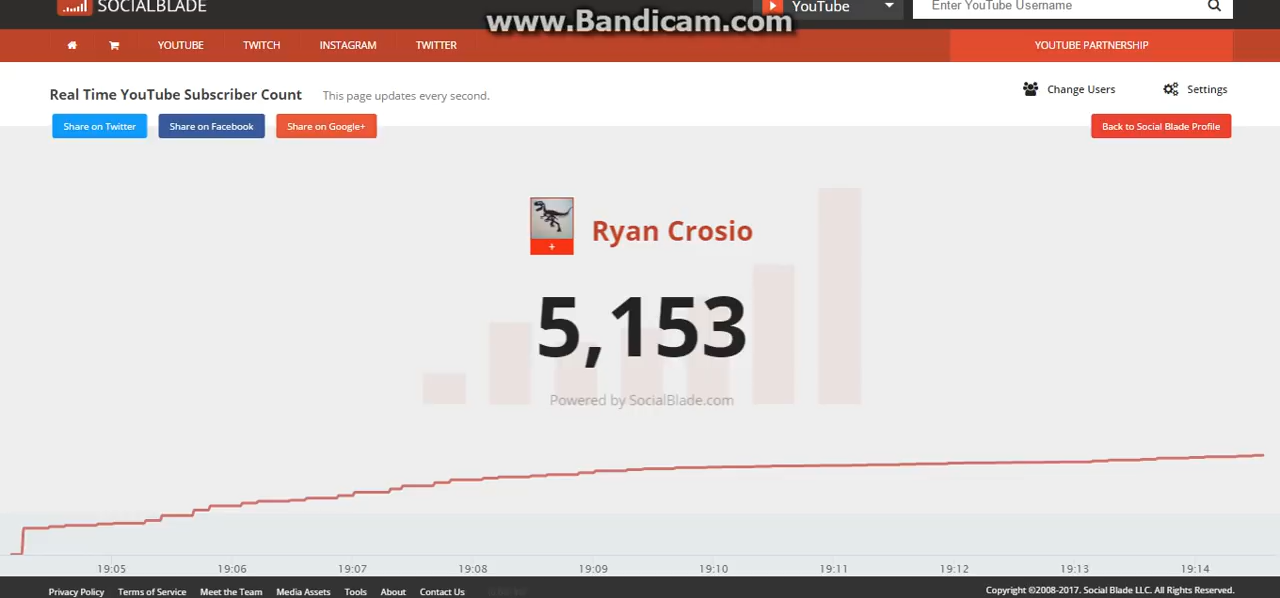 www.Bandicam.com
SOCIALBLADE
YouTube
Enter YouTube Username
YOUTUBE
TWITCH
INSTAGRAM
TWITTER
YOUTUBE PARTNERSHIP
Real Time YouTube Subscriber Count
This page updates every second.
Change Users
Settings
Share on Twitter
Share on Facebook
Share on Google+
Back to Social Blade Profile
+
Ryan Crosio
5,153
Powered by SocialBlade.com
19:05
19:06
19:07
19:08
19:09
19:10
19:11
19:12
19:13
19:14
Privacy Policy
Terms of Service
Meet the Team
Media Assets
Tools
About
Contact Us
Copyright ©2008-2017. Social Blade LLC. All Rights Reserved.